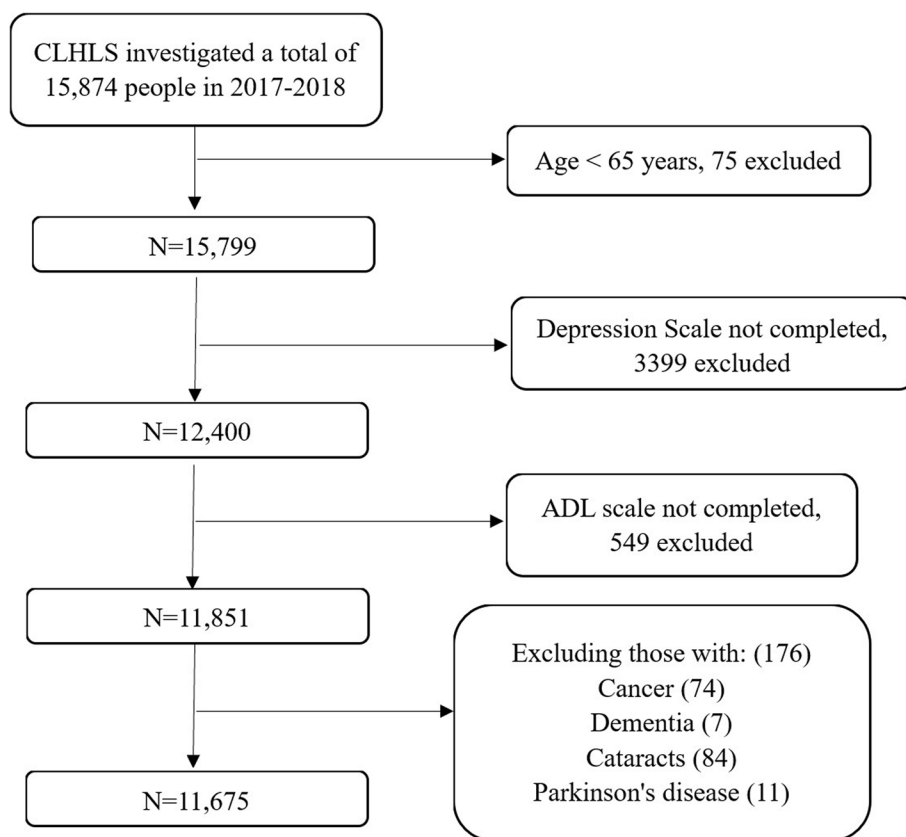 CLHLS investigated a total of
15,874 people in 2017-2018
Age < 65 years, 75 excluded
N=15,799
Depression Scale not completed,
3399 excluded
N=12,400
ADL scale not completed,
549 excluded
N=11,851
Excluding those with: (176)
Cancer (74)
Dementia (7)
Cataracts (84)
Parkinson's disease (11)
N=11,675